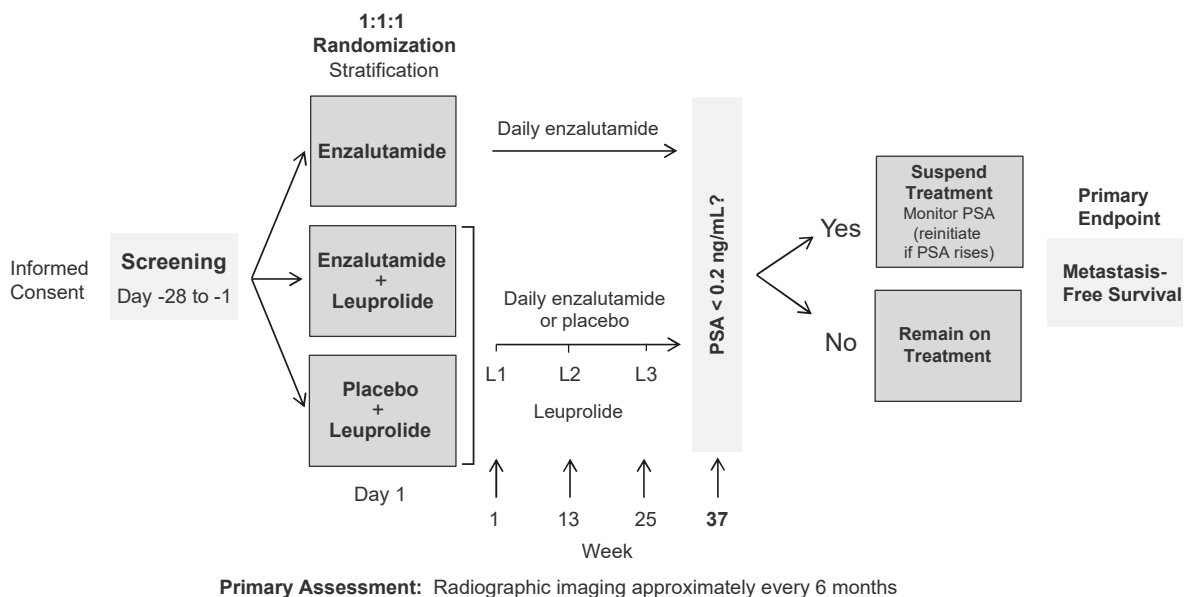 1:1:1
Randomization
Stratification
Informed
Consent
Screening
Day -28 to -1
Enzalutamide
Enzalutamide
+
Leuprolide
Placebo
+
Leuprolide
Day 1
Daily enzalutamide
Daily enzalutamide
or placebo
L1 L2 L3
Leuprolide
1 13 25 37
Week
PSA < 0.2 ng/mL?
Yes
No
Suspend
Treatment
Monitor PSA
(reinitiate
if PSA rises)
Remain on
Treatment
Primary
Endpoint
Metastasis-
Free Survival
Primary Assessment: Radiographic imaging approximately every 6 months